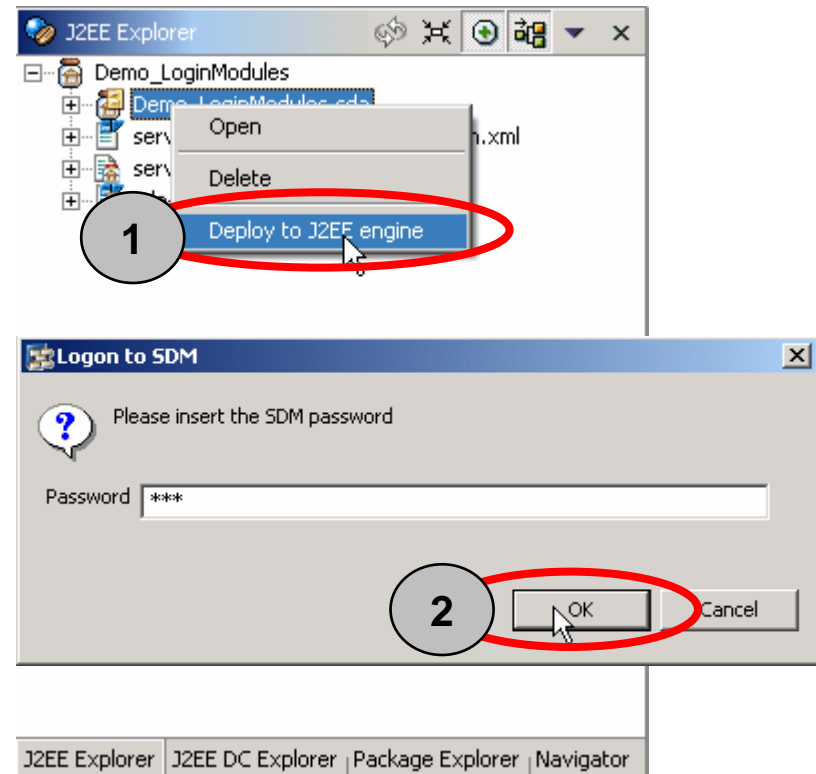 J2EE Explorer
Demo_LoginModules
Open
.xml
Delete
Deploy to J2EE engine
1
Logon to SDM
Please insert the SDM password
Password ***
2
OK
Cancel
J2EE Explorer J2EE DC Explorer Package Explorer Navigator